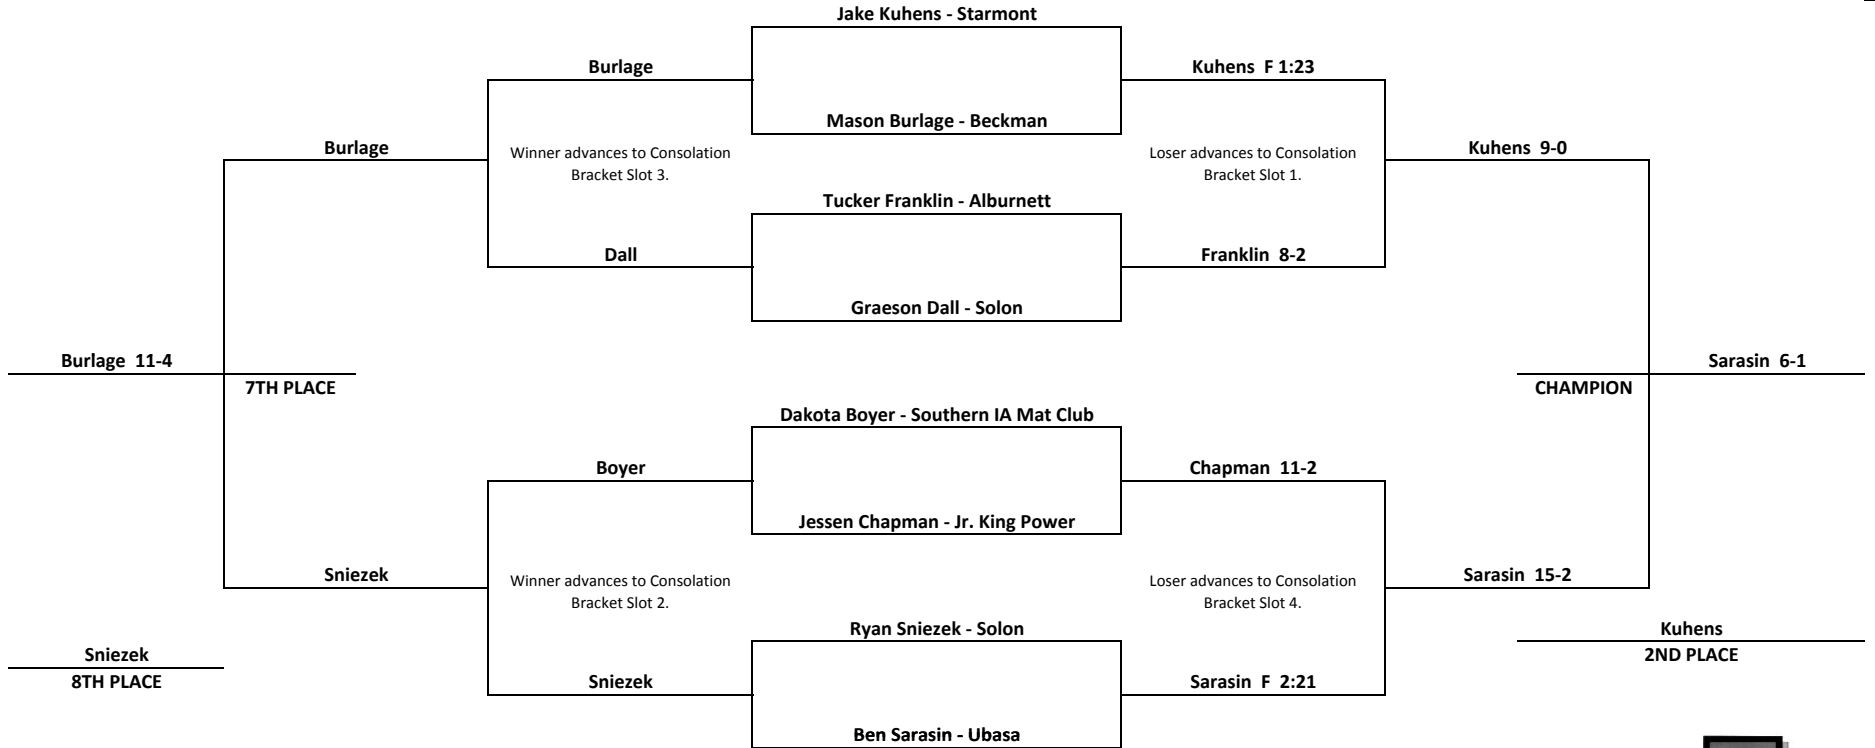 Jake Kuhens - Starmont
Burlage
Kuhens  F 1:23
Mason Burlage - Beckman
Burlage
Winner advances to Consolation
Bracket Slot 3.
Loser advances to Consolation
Bracket Slot 1.
Kuhens  9-0
Tucker Franklin - Alburnett
Dall
Franklin  8-2
Graeson Dall - Solon
Burlage  11-4
7TH PLACE
Sarasin  6-1
CHAMPION
Dakota Boyer - Southern IA Mat Club
Boyer
Chapman  11-2
Jessen Chapman - Jr. King Power
Sniezek
Winner advances to Consolation
Bracket Slot 2.
Loser advances to Consolation
Bracket Slot 4.
Sarasin  15-2
Ryan Sniezek - Solon
Kuhens
2ND PLACE
Sniezek
8TH PLACE
Sniezek
Sarasin  F  2:21
Ben Sarasin - Ubasa